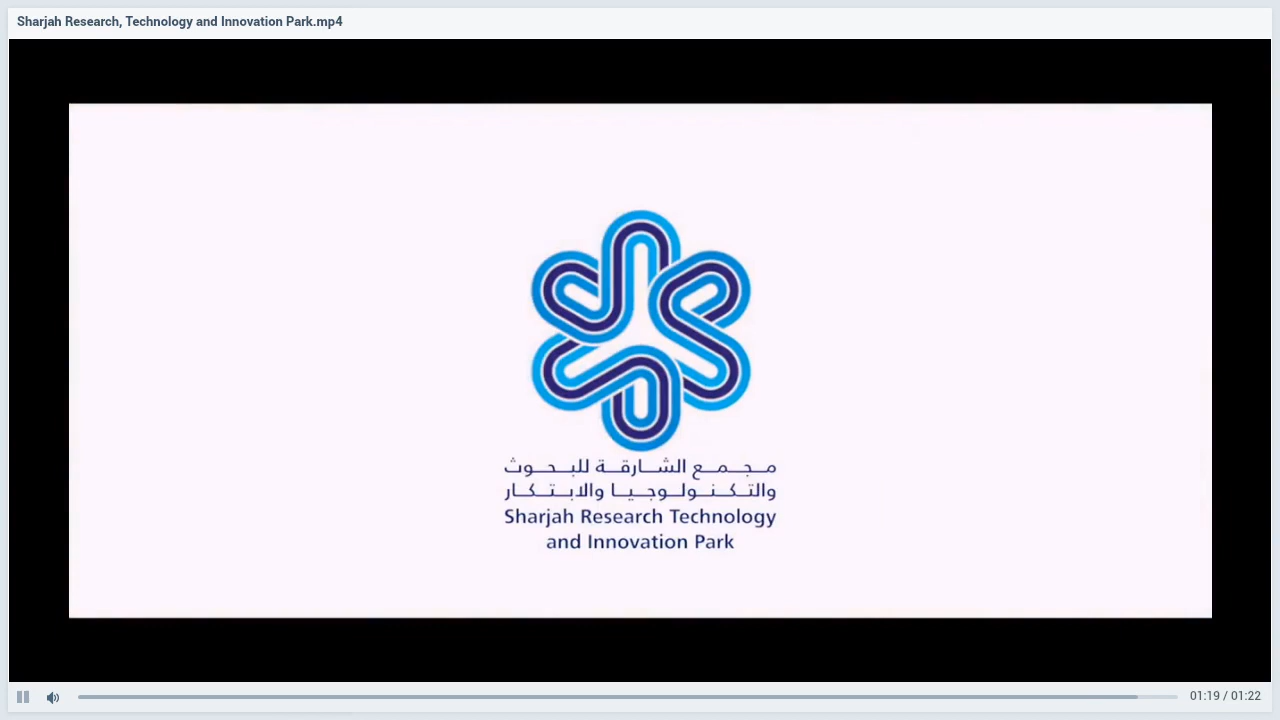 Sharjah Research, Technology and Innovation Park.mp4
مجمع الشارقة للبحوث
والتكنولوجيا والابتكار
Sharjah Research Technology
and Innovation Park
01:19 / 01:22